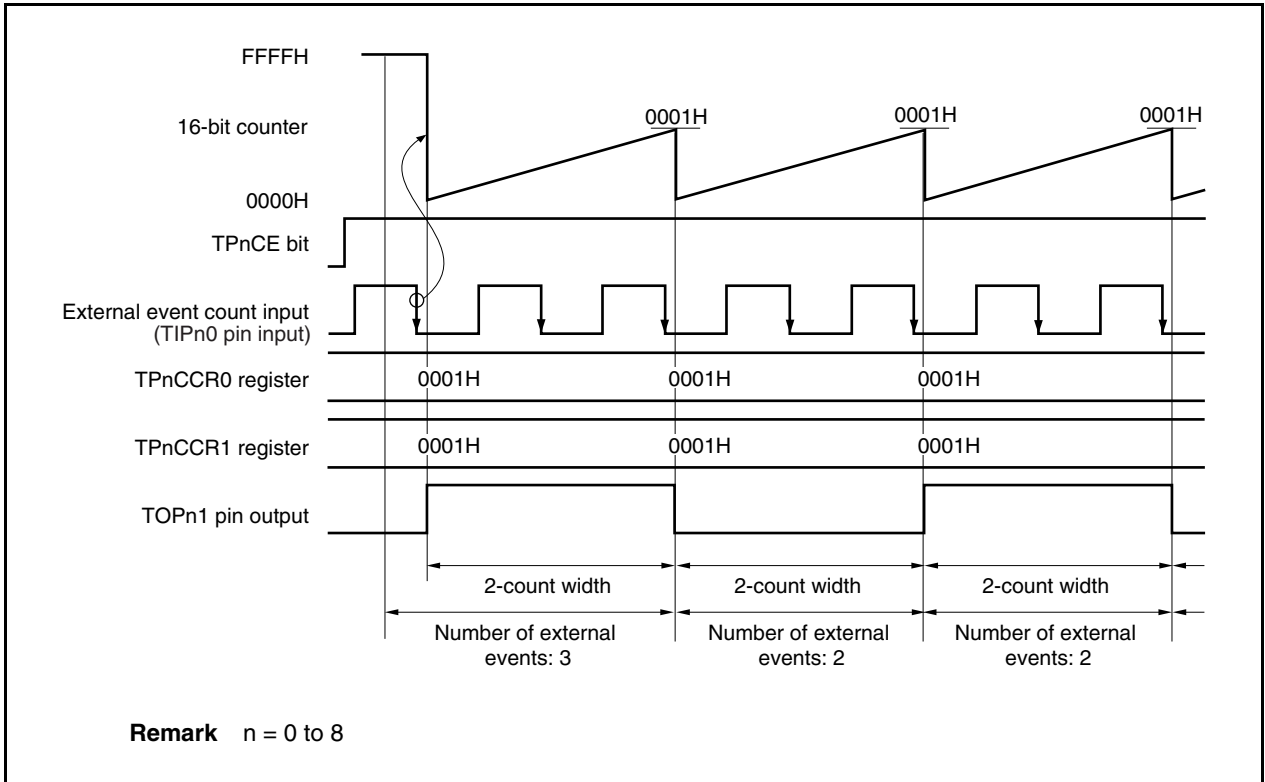 FFFFH
16-bit counter
0001H 0001H 0001H
0000H
TPnCE bit
External event count input
(TIPn0 pin input)
TPnCCR0 register 0001H 0001H 0001H
TPnCCR1 register 0001H 0001H 0001H
TOPn1 pin output
2-count width 2-count width 2-count width
Number of external
events: 3
Number of external
events: 2
Number of external
events: 2
Remark n = 0 to 8